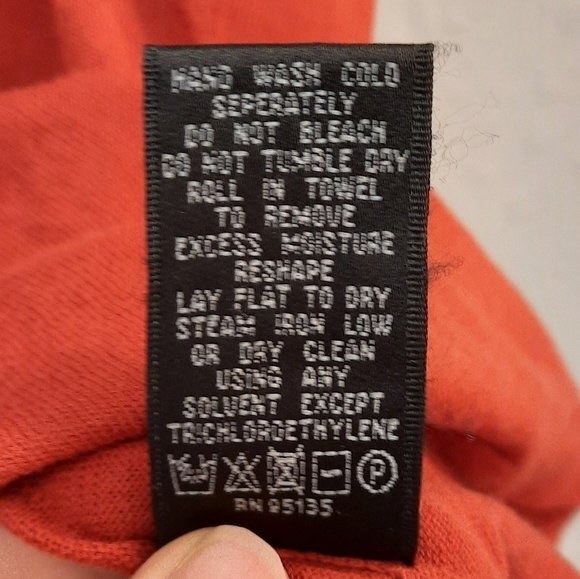 HAND WASH COLD
SEPERATELY
DO NOT BLEACH
DO NOT TUMBLE DRY
ROLL IN TOWEL
TO REMOVE
EXCESS MOISTURE
RESHAPE
LAY FLAT TO DRY
STEAM IRON LOW
OR DRY CLEAN
USING ANY
SOLVENT EXCEPT
TRICHLOROETHYLENE
P
RN 95135